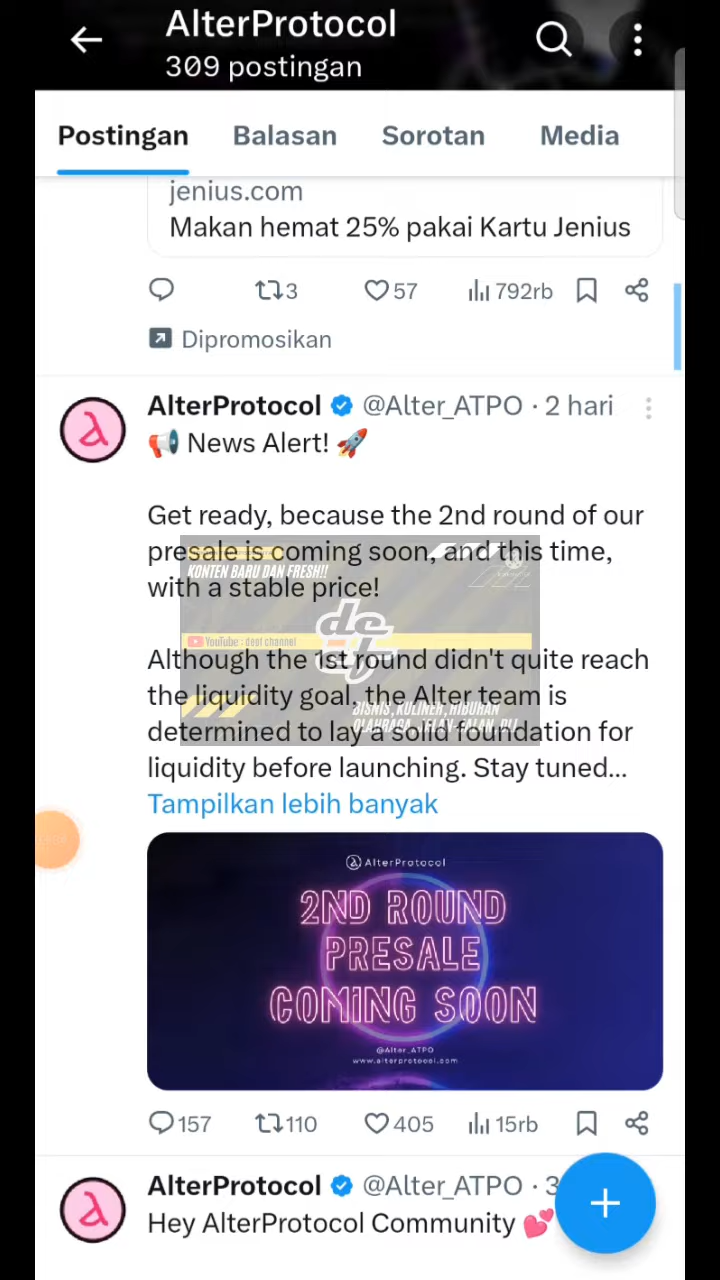 AlterProtocol
309 postingan
Postingan Balasan Sorotan Media
jenius.com
Makan hemat 25% pakai Kartu Jenius
3 57 792rb
Dipromosikan
AlterProtocol @Alter_ATPO · 2 hari
📢 News Alert! 🚀
Get ready, because the 2nd round of our
presale is coming soon, and this time,
with a stable price!
Although the 1st round didn't quite reach
the liquidity goal, the Alter team is
determined to lay a solid foundation for
liquidity before launching. Stay tuned...
Tampilkan lebih banyak
KONTEN BARU DAN FRESH!!
YouTube : deot channel
BISNIS, KULINER, HIBURAN
OLAHRAGA, JALAN-JALAN, DLL
AlterProtocol
2ND ROUND
PRESALE
COMING SOON
@Alter_ATPO
www.alterprotocol.com
157 110 405 15rb
AlterProtocol @Alter_ATPO · 3
Hey AlterProtocol Community 💕